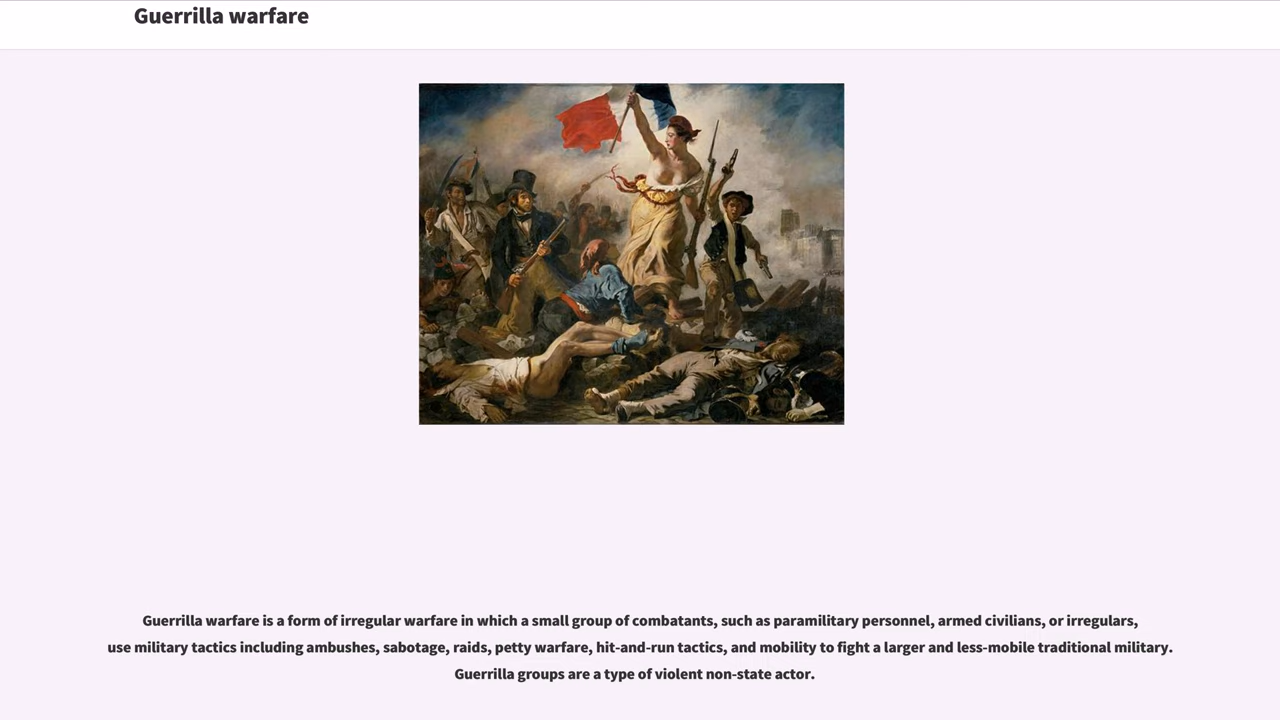 Guerrilla warfare
Guerrilla warfare is a form of irregular warfare in which a small group of combatants, such as paramilitary personnel, armed civilians, or irregulars,
use military tactics including ambushes, sabotage, raids, petty warfare, hit-and-run tactics, and mobility to fight a larger and less-mobile traditional military.
Guerrilla groups are a type of violent non-state actor.